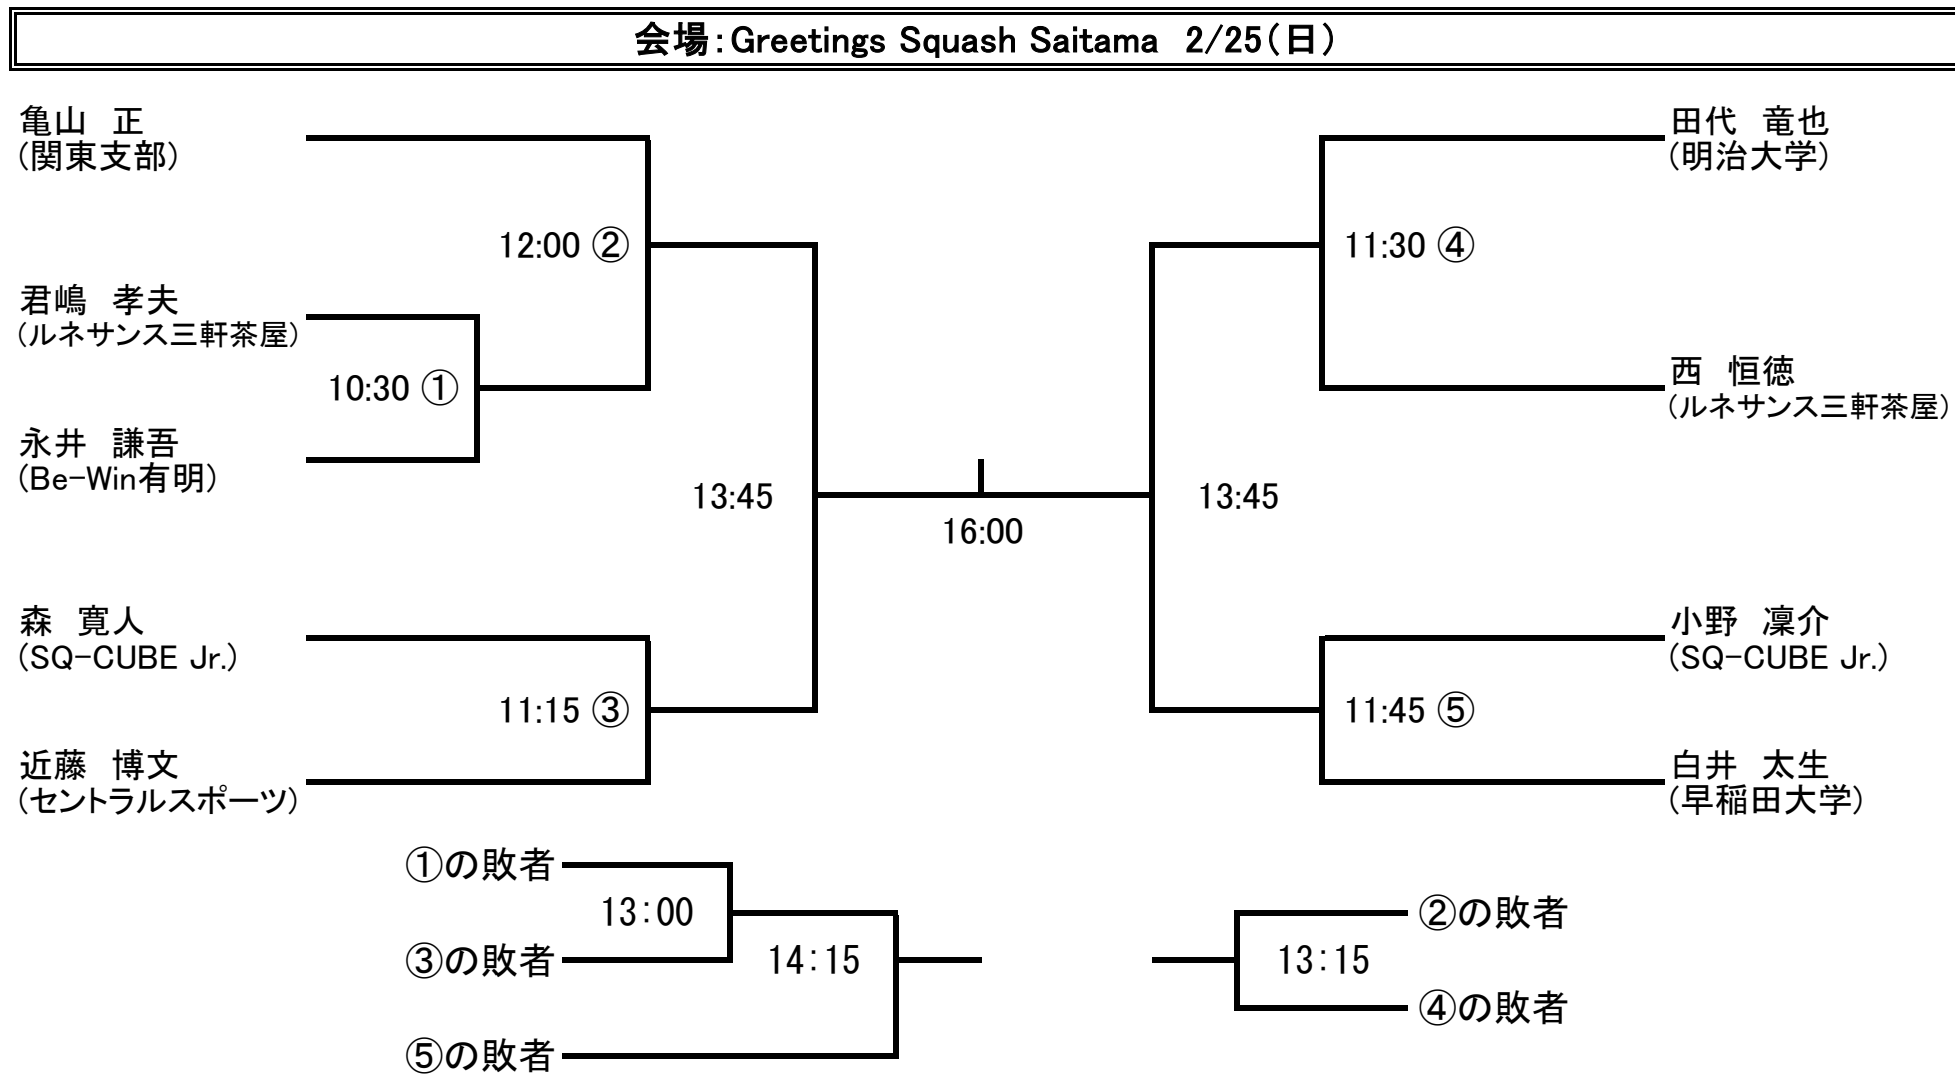 会場：Greetings Squash Saitama　2/25（日）
亀山　正
（関東支部）
12:00 ②
君嶋　孝夫
（ルネサンス三軒茶屋）
10:30 ①
永井　謙吾
（Be-Win有明）
13:45
森　寛人
（SQ-CUBE Jr.）
11:15 ③
近藤　博文
（セントラルスポーツ）
16:00
田代　竜也
（明治大学）
11:30 ④
西　恒徳
（ルネサンス三軒茶屋）
13:45
小野　凜介
（SQ-CUBE Jr.）
11:45 ⑤
白井　太生
（早稲田大学）
①の敗者
13：00
③の敗者
14：15
⑤の敗者
②の敗者
13：15
④の敗者